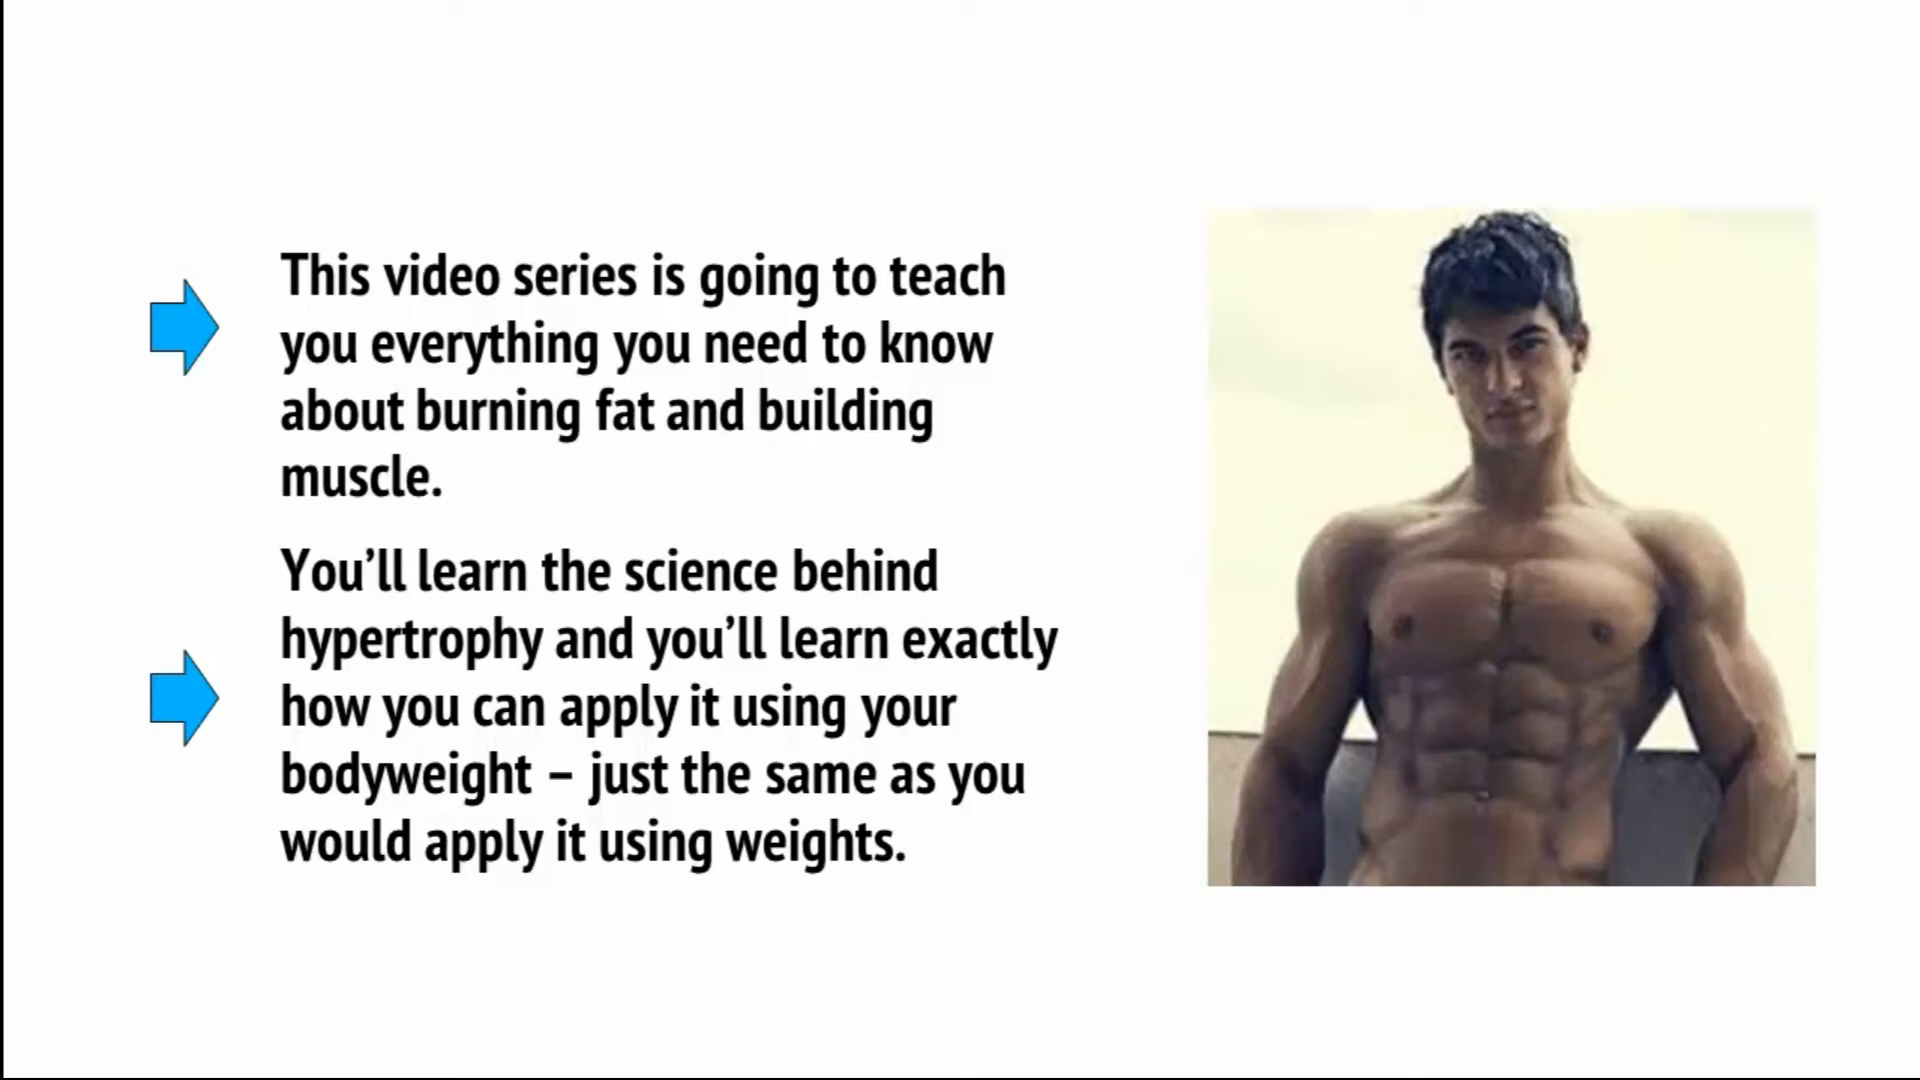 This video series is going to teach
you everything you need to know
about burning fat and building
muscle.
You’ll learn the science behind
hypertrophy and you’ll learn exactly
how you can apply it using your
bodyweight – just the same as you
would apply it using weights.